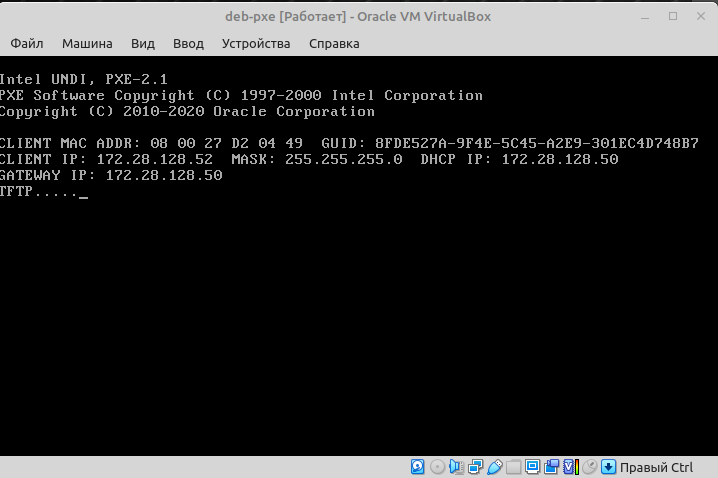 deb-pxe [Работает] - Oracle VM VirtualBox
Файл Машина Вид Ввод Устройства Справка
Intel UNDI, PXE-2.1
PXE Software Copyright (C) 1997-2000 Intel Corporation
Copyright (C) 2010-2020 Oracle Corporation
CLIENT MAC ADDR: 08 00 27 D2 04 49  GUID: 8FDE527A-9F4E-5C45-A2E9-301EC4D748B7
CLIENT IP: 172.28.128.52  MASK: 255.255.255.0  DHCP IP: 172.28.128.50
GATEWAY IP: 172.28.128.50
TFTP....._
Правый Ctrl